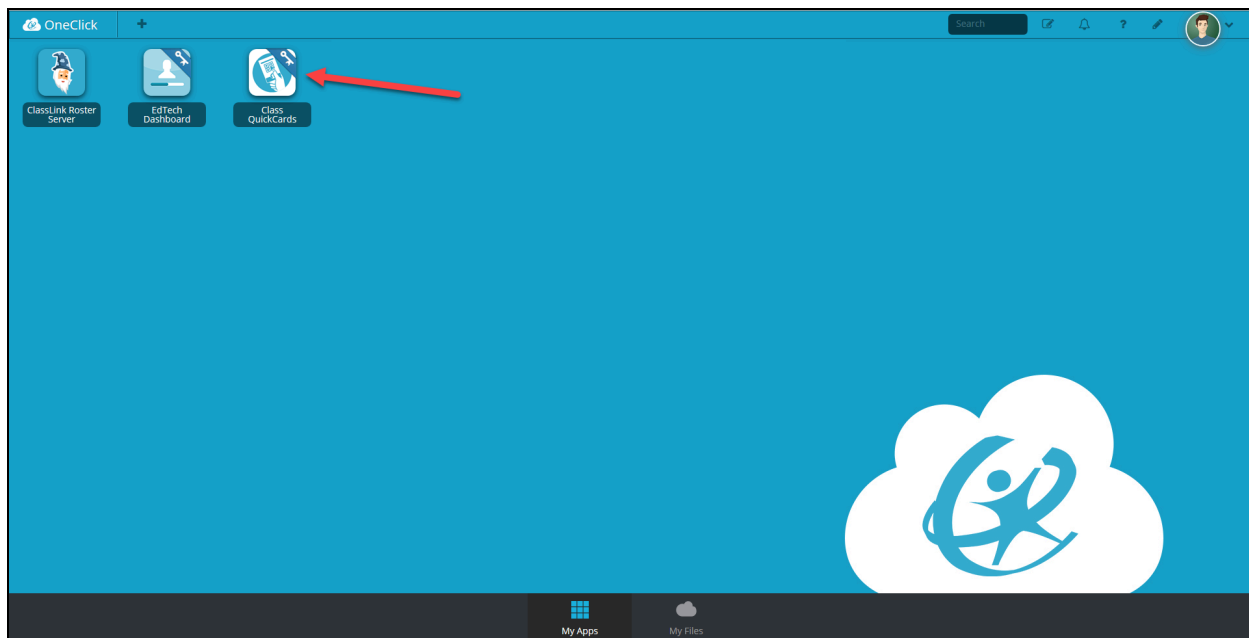 OneClick
+
Search
?
ClassLink Roster
Server
EdTech
Dashboard
Class
QuickCards
My Apps
My Files